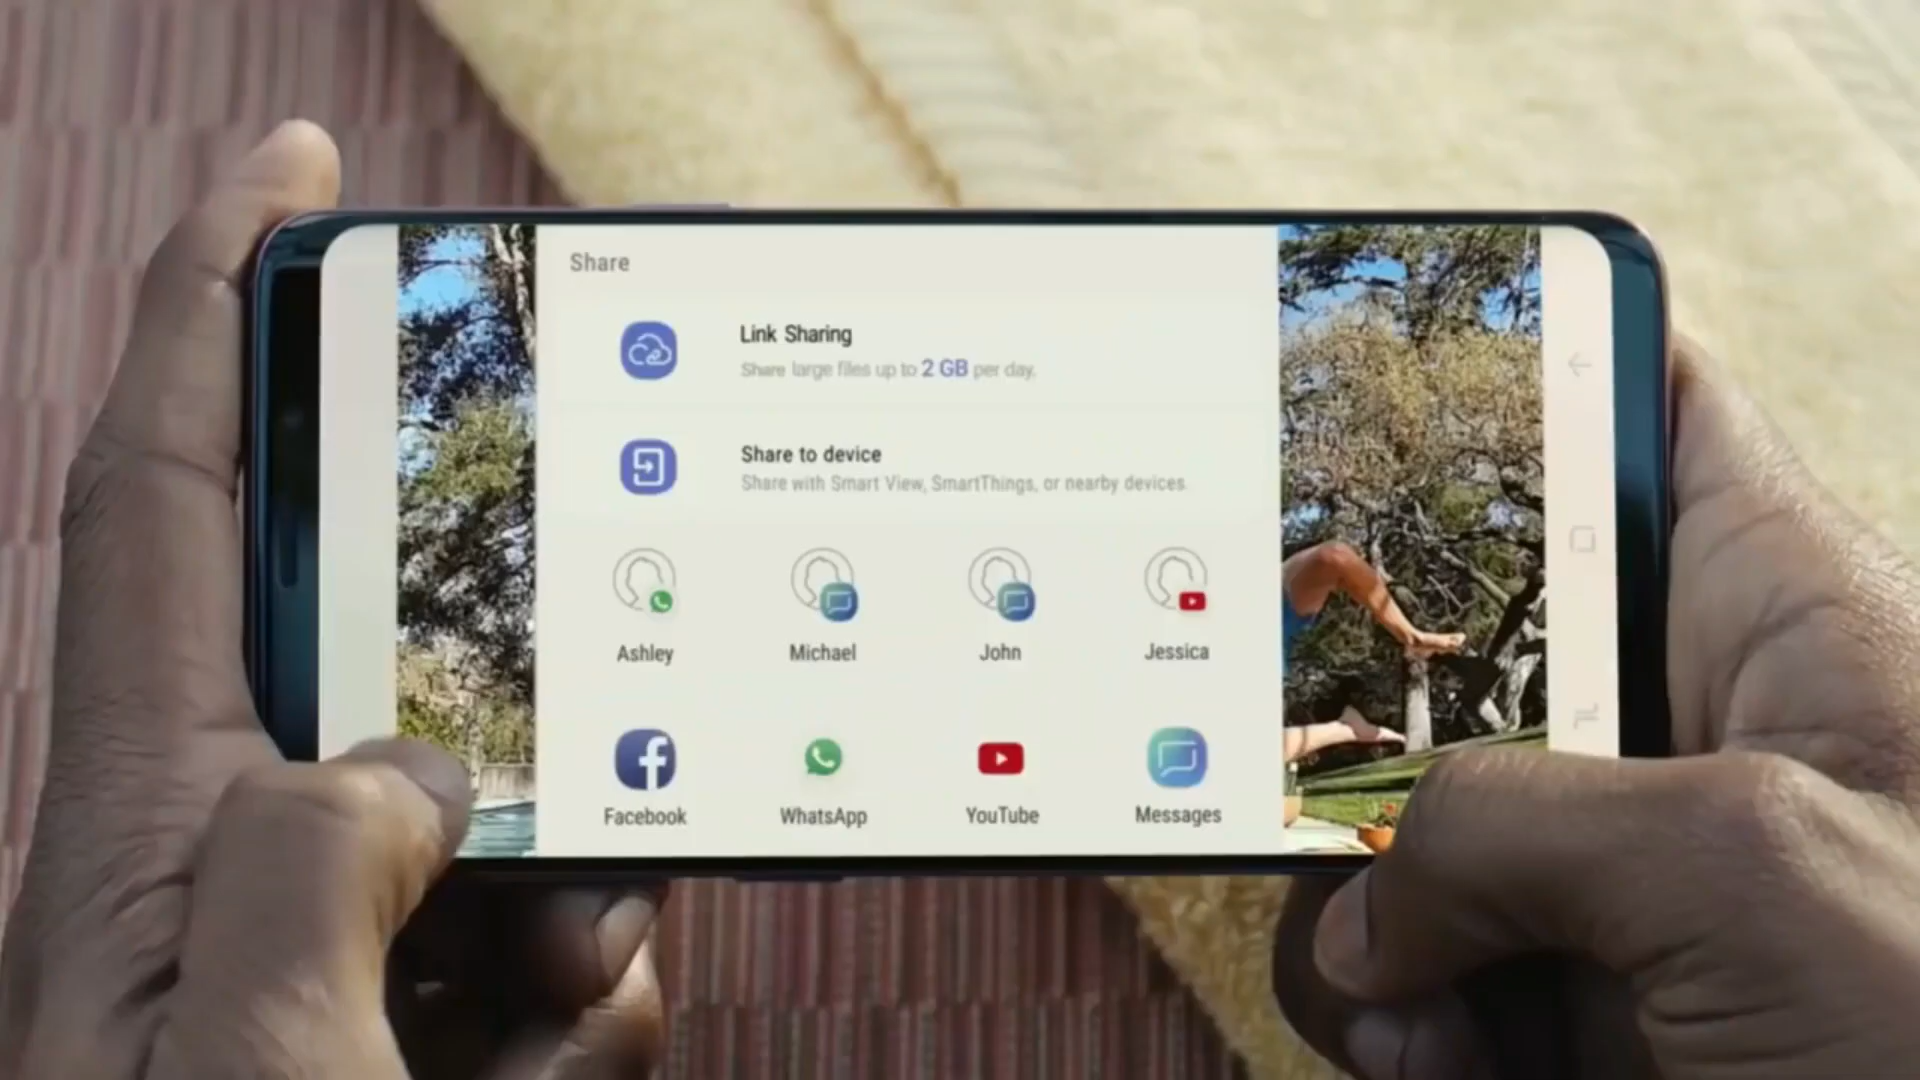 Share
Link Sharing
Share large files up to 2 GB per day.
Share to device
Share with Smart View, SmartThings, or nearby devices.
Ashley Michael John Jessica
Facebook WhatsApp YouTube Messages